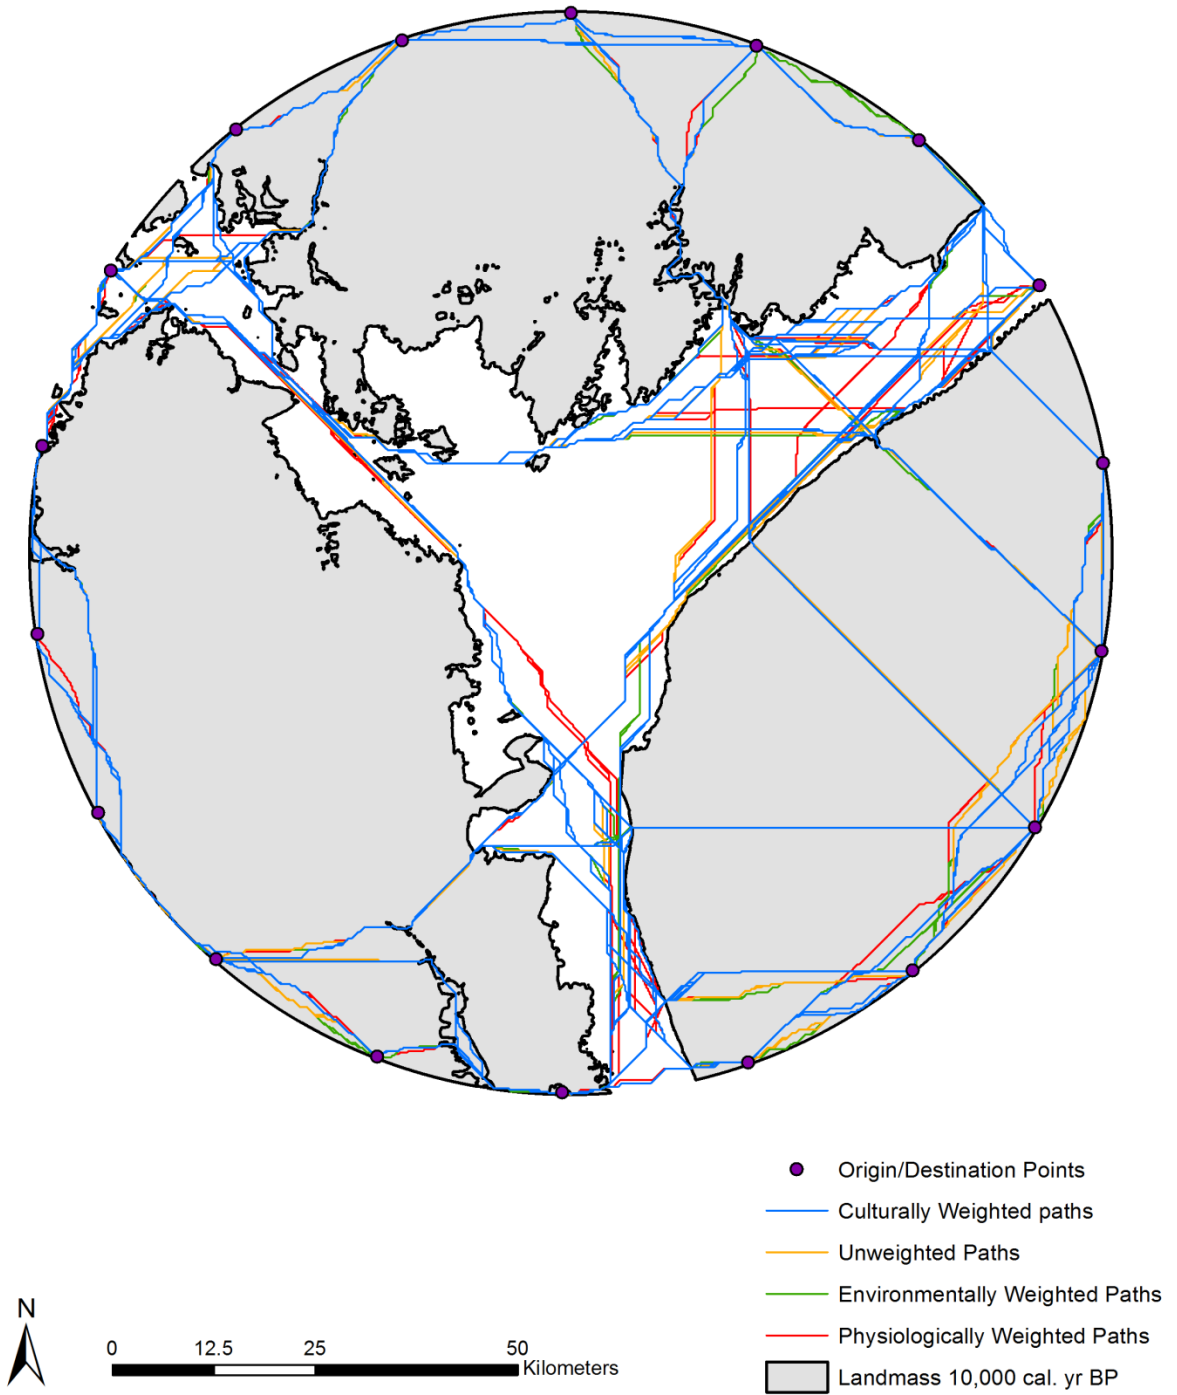 Origin/Destination Points
Culturally Weighted paths
Unweighted Paths
Environmentally Weighted Paths
Physiologically Weighted Paths
Landmass 10,000 cal. yr BP
N
0 12.5 25 50
Kilometers